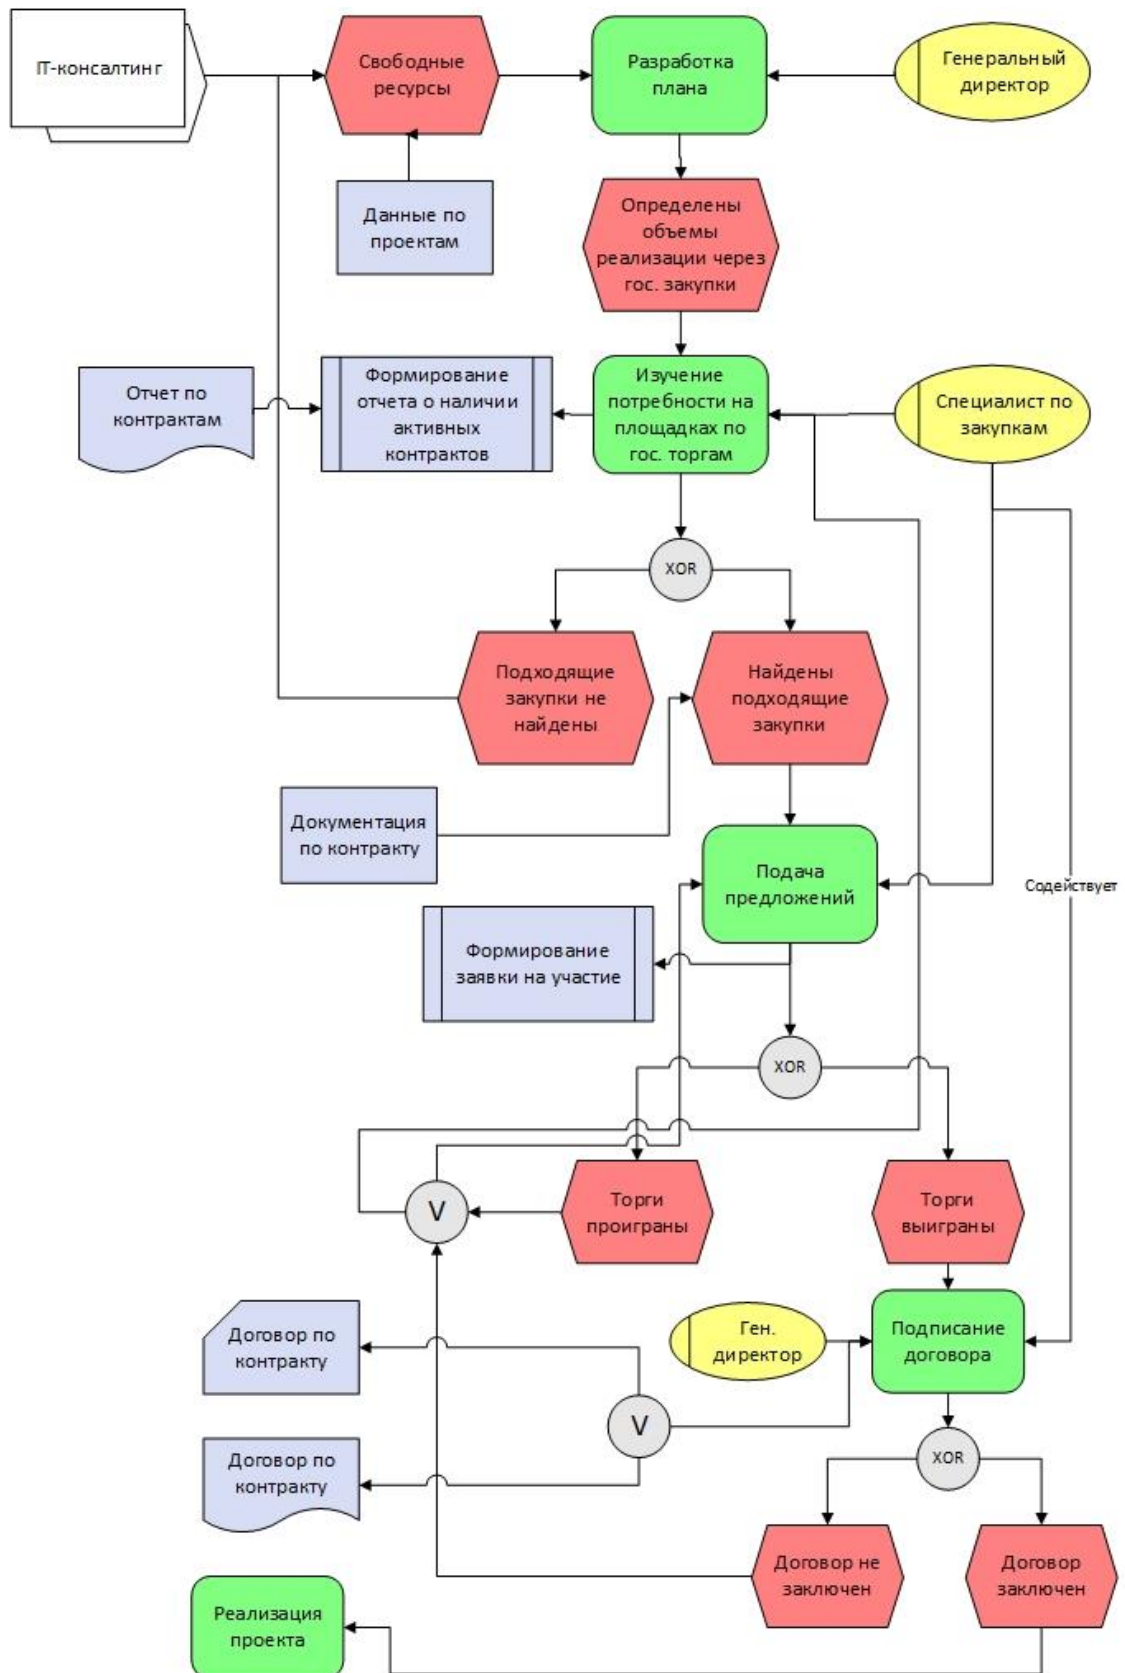 IT-консалтинг
Свободные
ресурсы
Разработка
плана
Генеральный
директор
Данные по
проектам
Определены
объемы
реализации через
гос. закупки
Отчет по
контрактам
Формирование
отчета о наличии
активных
контрактов
Изучение
потребности на
площадках по
гос. торгам
Специалист по
закупкам
XOR
Подходящие
закупки не
найдены
Найдены
подходящие
закупки
Документация
по контракту
Подача
предложений
Содействует
Формирование
заявки на участие
XOR
V
Торги
проиграны
Торги
выиграны
Договор по
контракту
Ген.
директор
Подписание
договора
V
Договор по
контракту
XOR
Договор не
заключен
Договор
заключен
Реализация
проекта